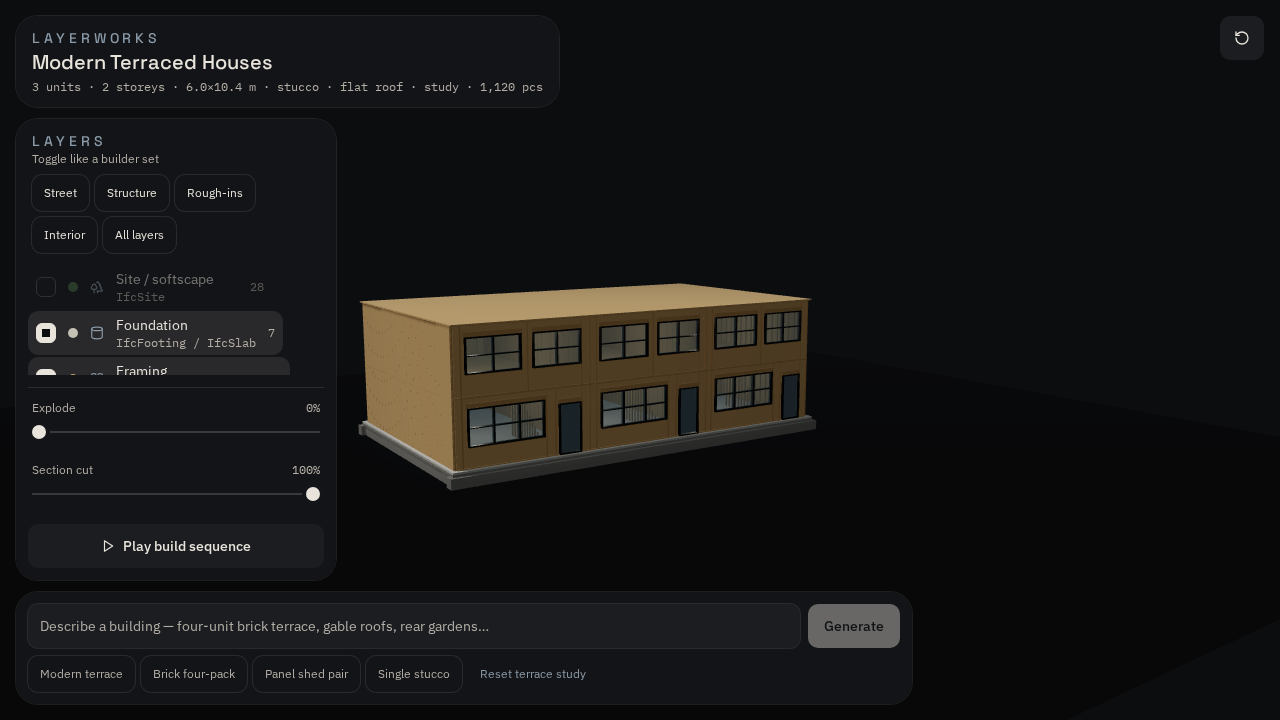 LAYERWORKS
Modern Terraced Houses
3 units · 2 storeys · 6.0×10.4 m · stucco · flat roof · study · 1,120 pcs
LAYERS
Toggle like a builder set
Street
Structure
Rough-ins
Interior
All layers
Site / softscape
28
IfcSite
Foundation
7
IfcFooting / IfcSlab
Framing
Explode
0%
Section cut
100%
Play build sequence
Describe a building — four-unit brick terrace, gable roofs, rear gardens...
Generate
Modern terrace
Brick four-pack
Panel shed pair
Single stucco
Reset terrace study